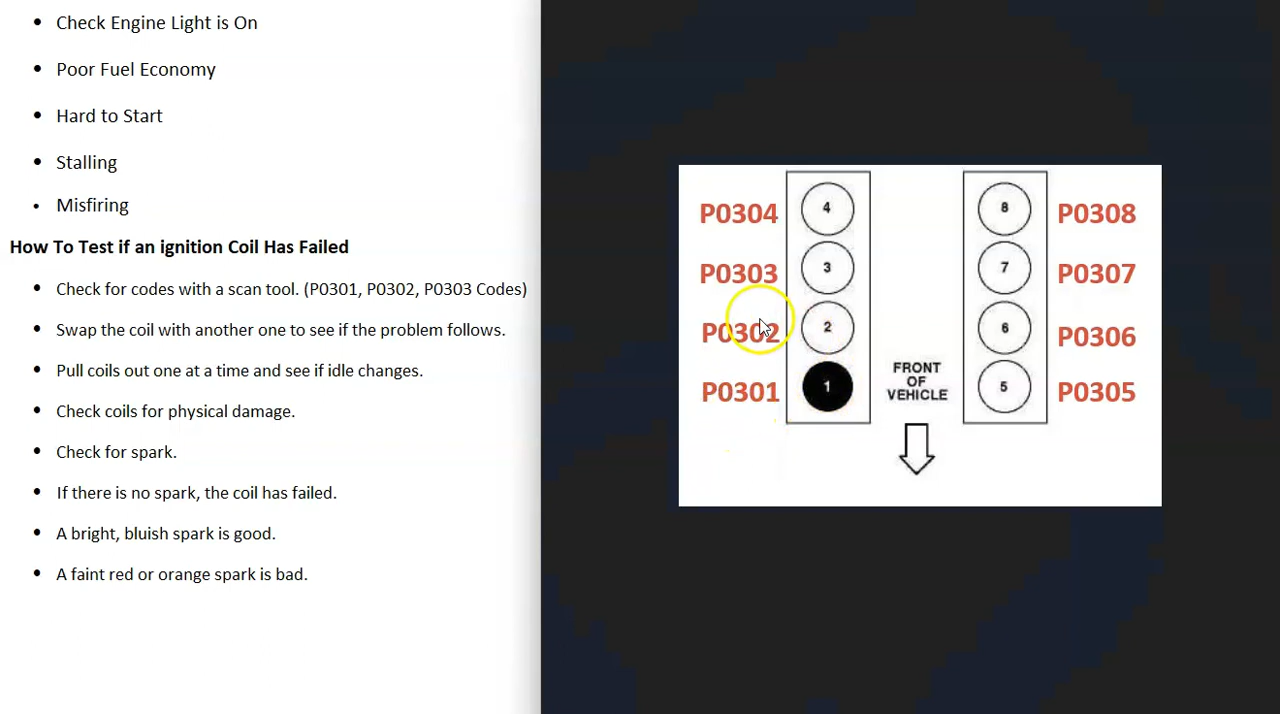 Check Engine Light is On
Poor Fuel Economy
Hard to Start
Stalling
Misfiring
How To Test if an ignition Coil Has Failed
Check for codes with a scan tool. (P0301, P0302, P0303 Codes)
Swap the coil with another one to see if the problem follows.
Pull coils out one at a time and see if idle changes.
Check coils for physical damage.
Check for spark.
If there is no spark, the coil has failed.
A bright, bluish spark is good.
A faint red or orange spark is bad.
P0304 4 8 P0308
P0303 3 7 P0307
P0302 2 6 P0306
P0301 1 5 P0305
FRONT
OF
VEHICLE